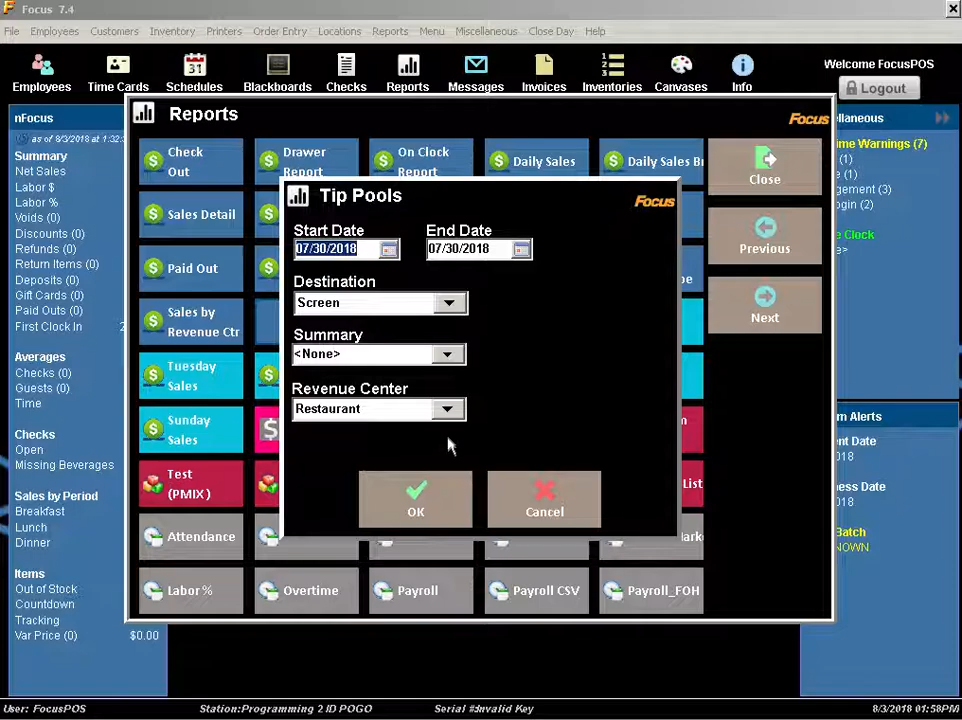 Focus 7.4
File Employees Customers Inventory Printers Order Entry Locations Reports Menu Miscellaneous Close Day Help
Employees Time Cards Schedules Blackboards Checks Reports Messages Invoices Inventories Canvases Info
Welcome FocusPOS
Logout
nFocus
as of 8/3/2018 at 1:32:
Summary
Net Sales
Labor $
Labor %
Voids (0)
Discounts (0)
Refunds (0)
Return Items (0)
Deposits (0)
Gift Cards (0)
Paid Outs (0)
First Clock In 2
Averages
Checks (0)
Guests (0)
Time
Checks
Open
Missing Beverages
Sales by Period
Breakfast
Lunch
Dinner
Items
Out of Stock
Countdown
Tracking
Var Price (0) $0.00
Reports
Focus
Check
Out
Drawer
Report
On Clock
Report
Daily Sales
Daily Sales Br
Sales Detail
Paid Out
Sales by
Revenue Ctr
Tuesday
Sales
Sunday
Sales
Test
(PMIX)
List
Attendance
Labor %
Overtime
Payroll
Payroll CSV
Payroll_FOH
Close
Previous
Next
Tip Pools
Focus
Start Date End Date
07/30/2018 07/30/2018
Destination
Screen
Summary
<None>
Revenue Center
Restaurant
OK
Cancel
ellaneous
ime Warnings (7)
(1)
e (1)
gement (3)
ogin (2)
e Clock
e>
m Alerts
ent Date
018
ness Date
018
Batch
NOWN
User: FocusPOS Station:Programming 2 ID POGO Serial #:Invalid Key 8/3/2018 01:58PM